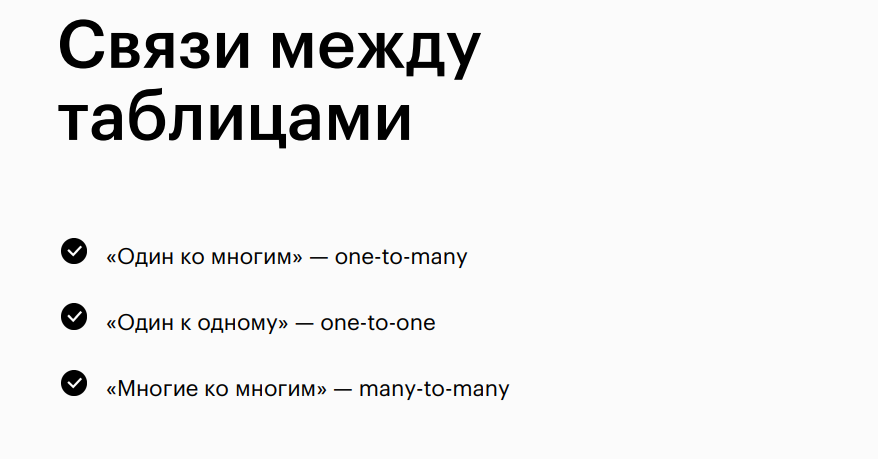 Связи между
таблицами
«Один ко многим» — one-to-many
«Один к одному» — one-to-one
«Многие ко многим» — many-to-many